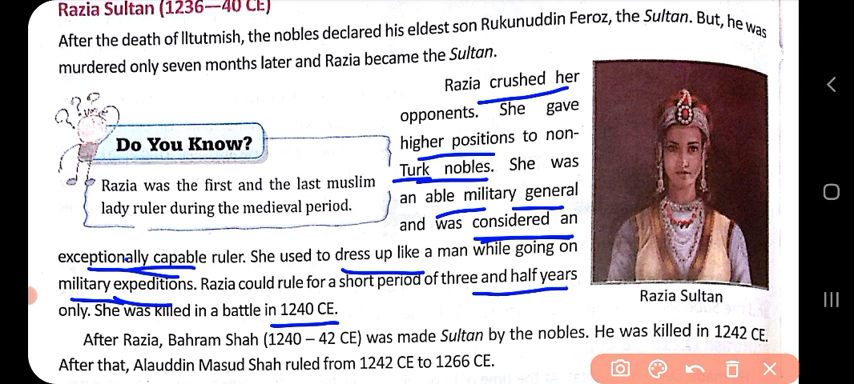 Razia Sultan (1236—40 CE)
After the death of Iltutmish, the nobles declared his eldest son Rukunuddin Feroz, the Sultan. But, he was
murdered only seven months later and Razia became the Sultan.
Razia crushed her
opponents. She gave
higher positions to non-
Turk nobles. She was
an able military general
and was considered an
Do You Know?
Razia was the first and the last muslim
lady ruler during the medieval period.
exceptionally capable ruler. She used to dress up like a man while going on
military expeditions. Razia could rule for a short period of three and half years
only. She was killed in a battle in 1240 CE.
Razia Sultan
After Razia, Bahram Shah (1240 – 42 CE) was made Sultan by the nobles. He was killed in 1242 CE.
After that, Alauddin Masud Shah ruled from 1242 CE to 1266 CE.